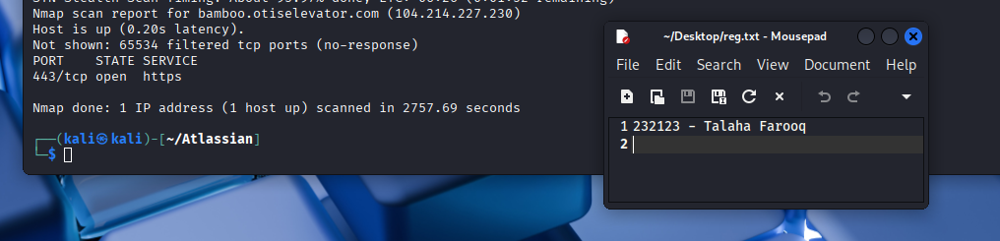 Nmap scan report for bamboo.otiselevator.com (104.214.227.230)
Host is up (0.20s latency).
Not shown: 65534 filtered tcp ports (no-response)
PORT    STATE SERVICE
443/tcp open  https
Nmap done: 1 IP address (1 host up) scanned in 2757.69 seconds
┌──(kali㉿kali)-[~/Atlassian]
└─$
~/Desktop/reg.txt - Mousepad
File Edit Search View Document Help
1 232123 - Talaha Farooq
2